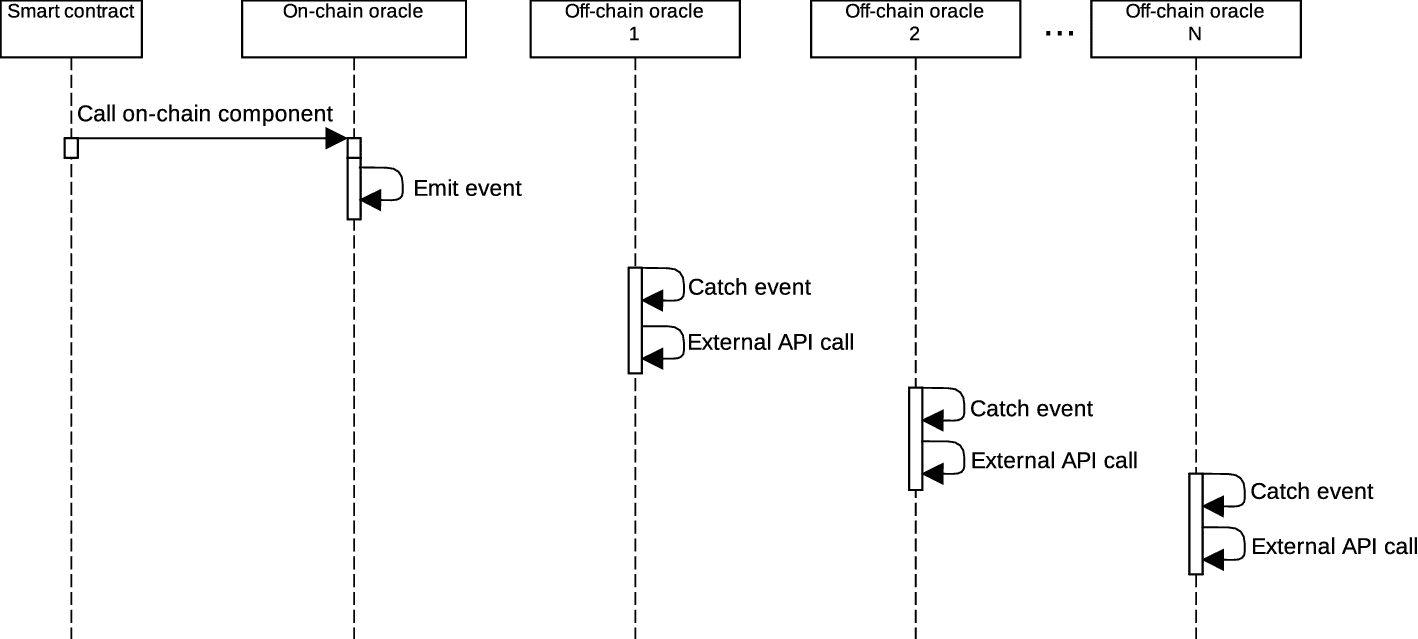 Smart contract
On-chain oracle
Off-chain oracle
1
Off-chain oracle
2
...
Off-chain oracle
N
Call on-chain component
Emit event
Catch event
External API call
Catch event
External API call
Catch event
External API call